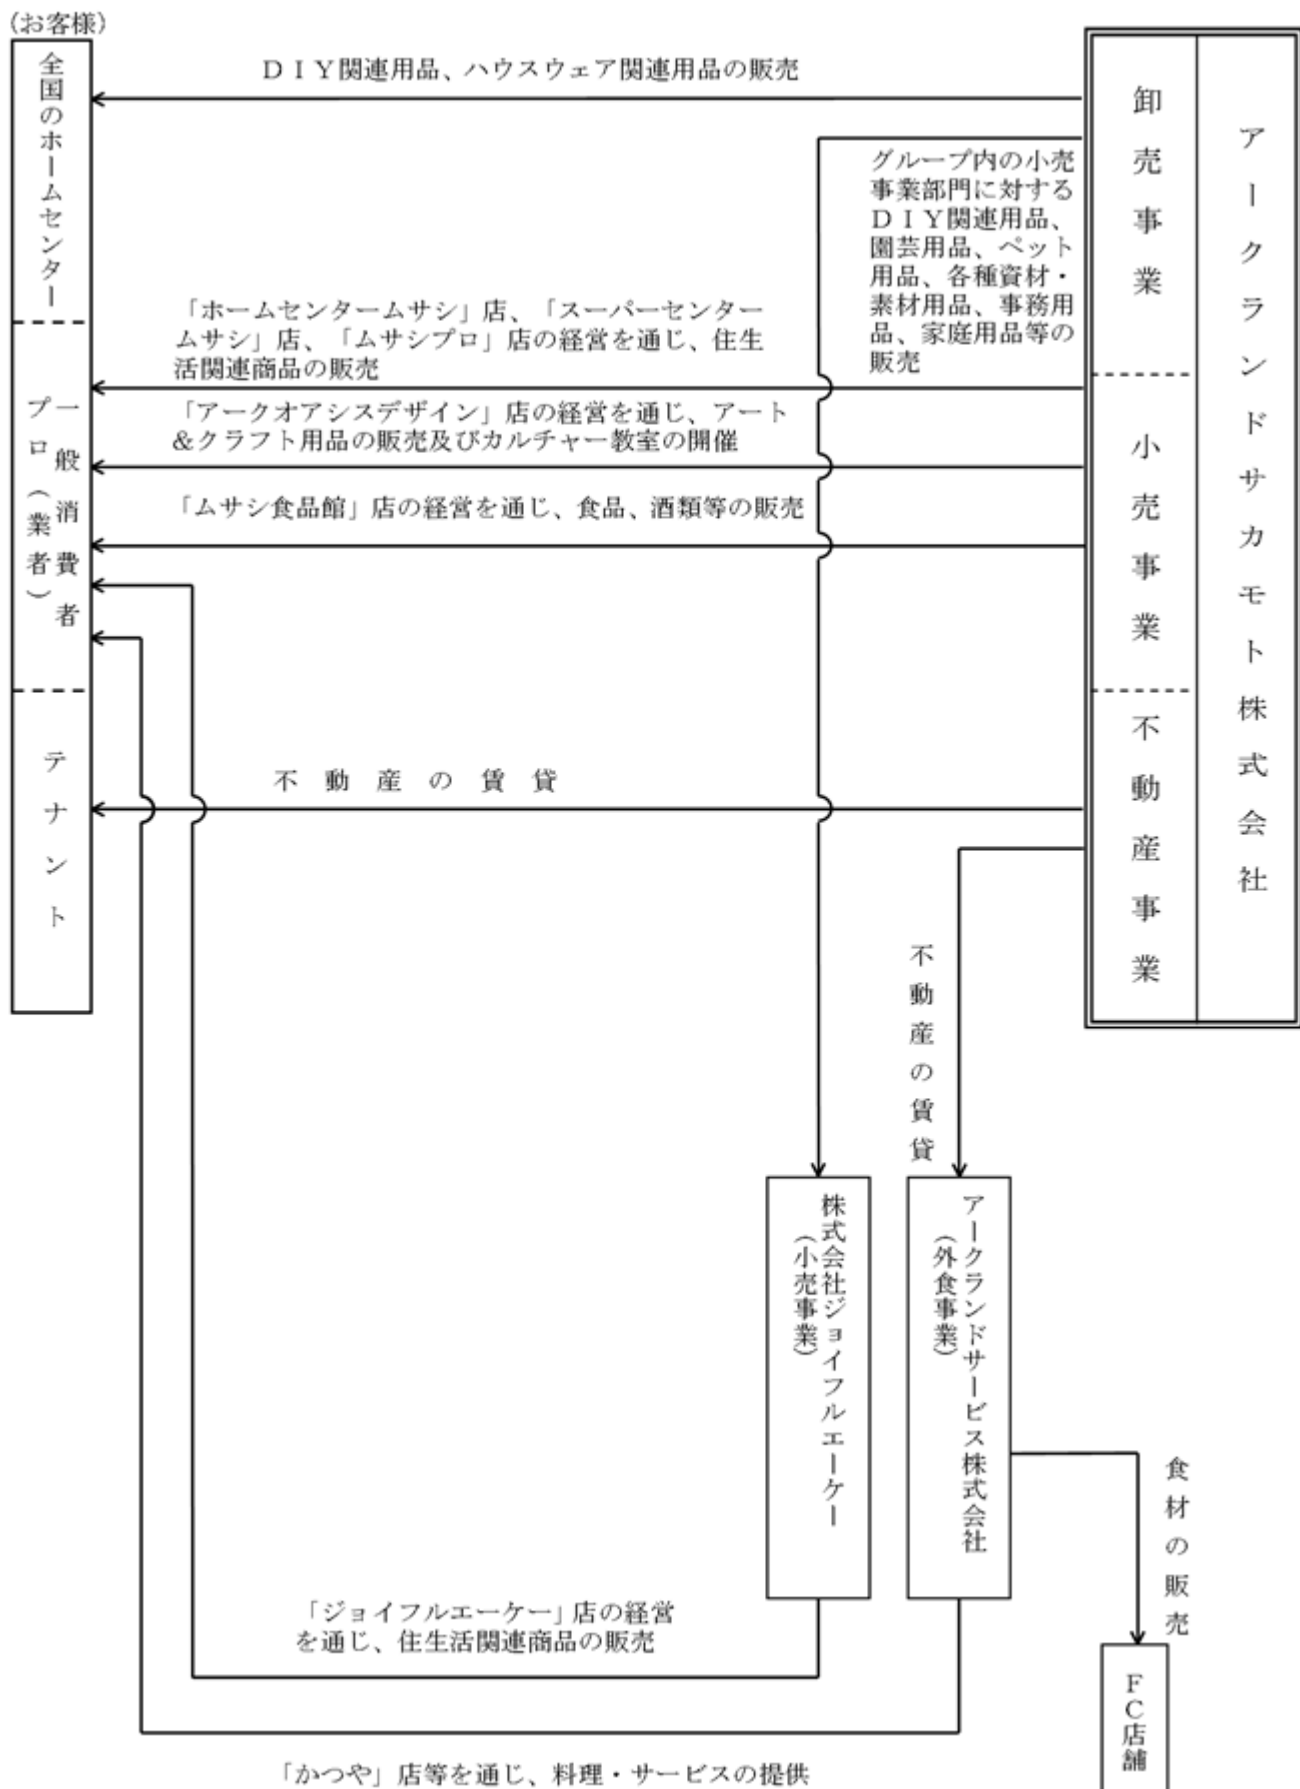 (お客様)
全国のホームセンター
一般消費者
プロ(業者)
テナント
DIY関連用品、ハウスウェア関連用品の販売
グループ内の小売
事業部門に対する
DIY関連用品、
園芸用品、ペット
用品、各種資材・
素材用品、事務用
品、家庭用品等の
販売
「ホームセンタームサシ」店、「スーパーセンター
ムサシ」店、「ムサシプロ」店の経営を通じ、住生
活関連商品の販売
「アークオアシスデザイン」店の経営を通じ、アート
&クラフト用品の販売及びカルチャー教室の開催
「ムサシ食品館」店の経営を通じ、食品、酒類等の販売
不動産の賃貸
アークランドサカモト株式会社
卸売事業
小売事業
不動産事業
不動産の賃貸
株式会社ジョイフルエーケー
(小売事業)
アークランドサービス株式会社
(外食事業)
食材の販売
FC店舗
「ジョイフルエーケー」店の経営
を通じ、住生活関連商品の販売
「かつや」店等を通じ、料理・サービスの提供